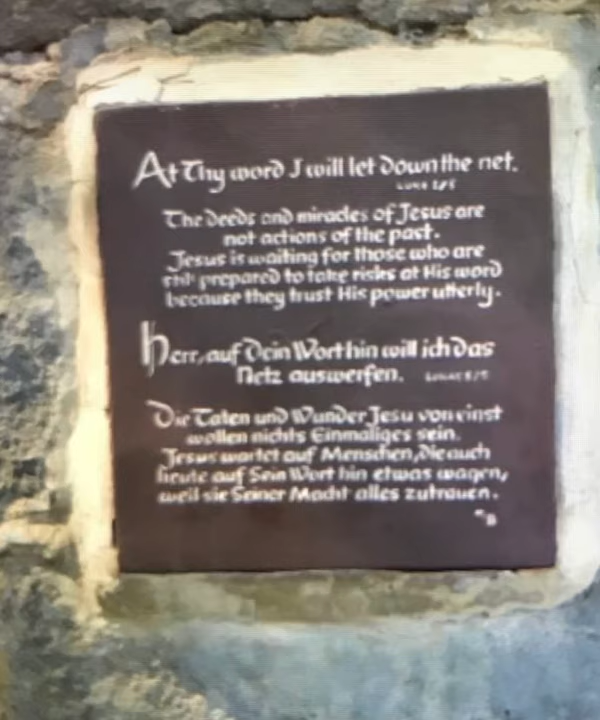 At Thy word I will let down the net.
LUKE 5/5
The deeds and miracles of Jesus are
not actions of the past.
Jesus is waiting for those who are
still prepared to take risks at His word
because they trust His power utterly.
Herr, auf Dein Wort hin will ich das
Netz auswerfen. LUKAS 5/5
Die Taten und Wunder Jesu von einst
wollen nichts Einmaliges sein.
Jesus wartet auf Menschen, die auch
heute auf Sein Wort hin etwas wagen,
weil sie Seiner Macht alles zutrauen.